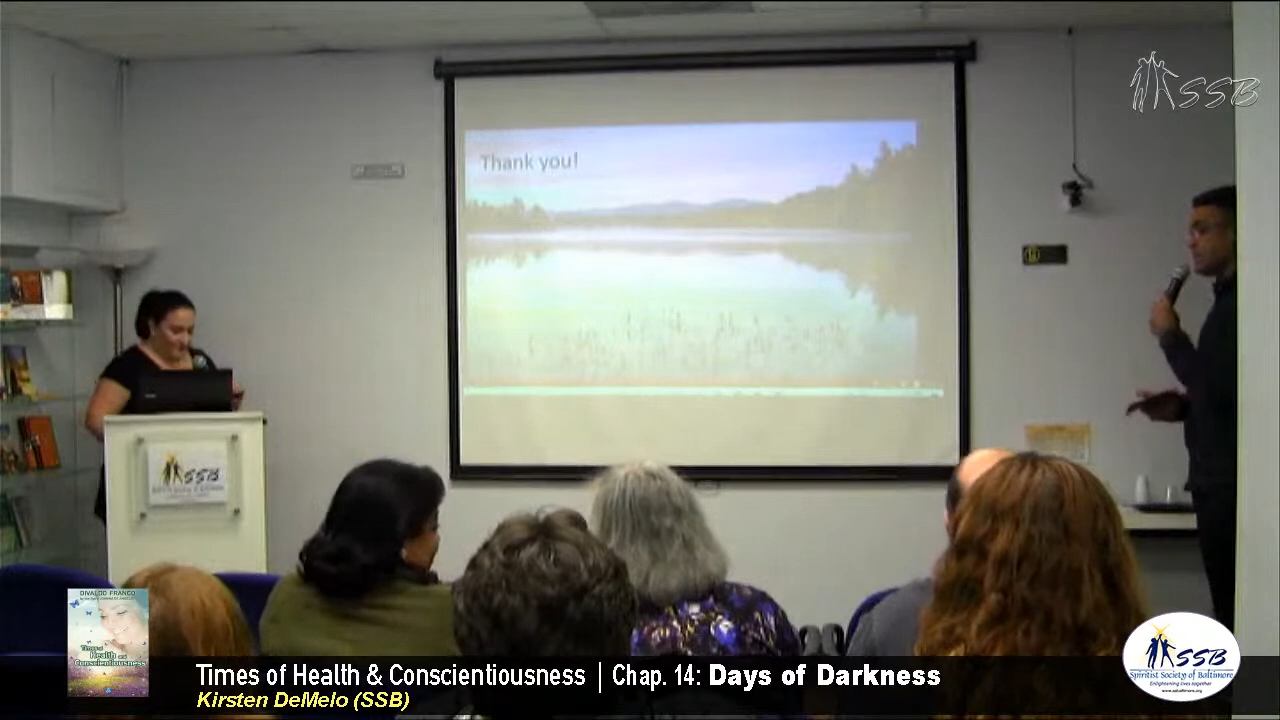 SSB
Thank you!
SSB
DIVALDO FRANCO
Times of
Health and
Conscientiousness
Times of Health & Conscientiousness | Chap. 14: Days of Darkness
Kirsten DeMelo (SSB)
SSB
Spiritist Society of Baltimore
Enlightening lives together